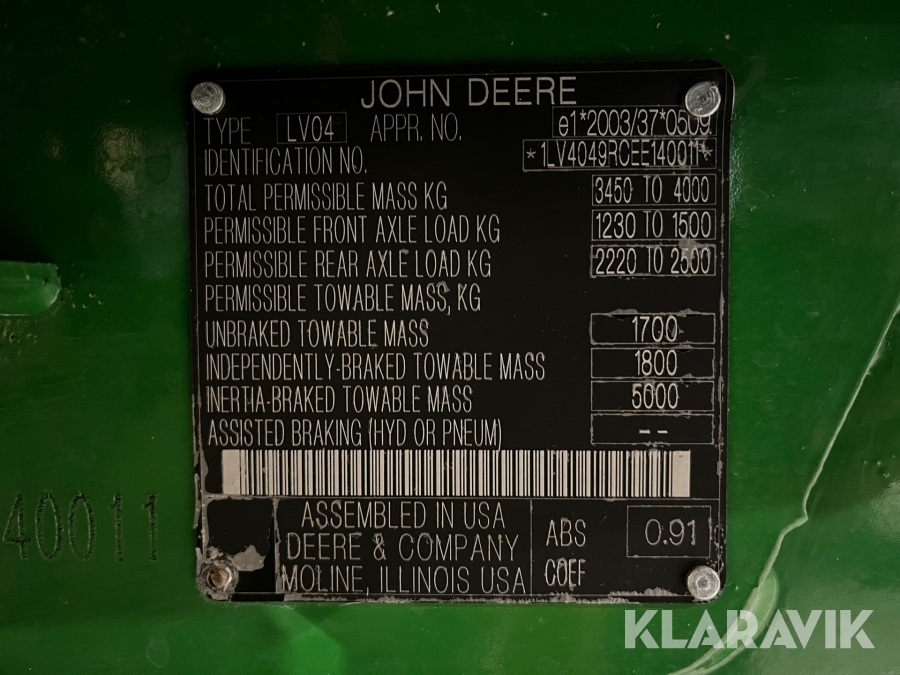 JOHN DEERE
TYPE LV04 APPR. NO. e1*2003/37*0509
IDENTIFICATION NO. *1LV4049RCEE140011*
TOTAL PERMISSIBLE MASS KG 3450 TO 4000
PERMISSIBLE FRONT AXLE LOAD KG 1230 TO 1500
PERMISSIBLE REAR AXLE LOAD KG 2220 TO 2500
PERMISSIBLE TOWABLE MASS, KG
UNBRAKED TOWABLE MASS 1700
INDEPENDENTLY-BRAKED TOWABLE MASS 1800
INERTIA-BRAKED TOWABLE MASS 5000
ASSISTED BRAKING (HYD OR PNEUM) --
ASSEMBLED IN USA
DEERE & COMPANY
MOLINE, ILLINOIS USA
ABS COEF 0.91
40011
KLARAVIK